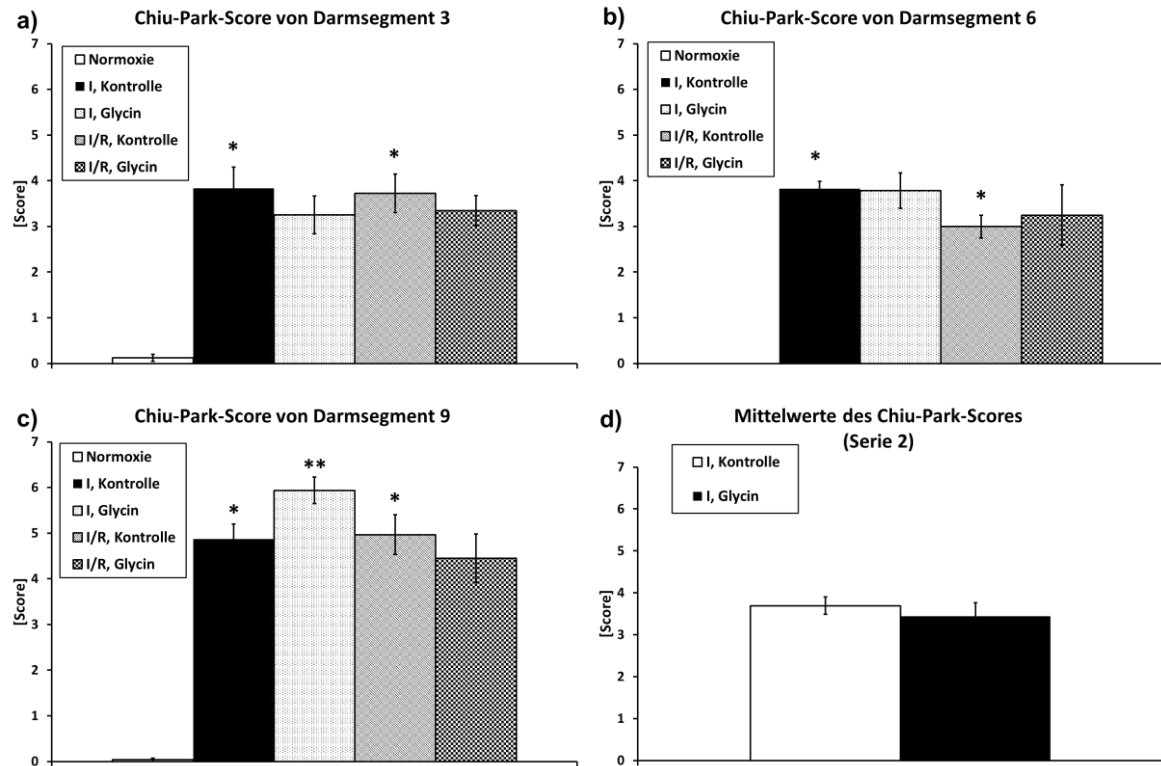 a)
Chiu-Park-Score von Darmsegment 3
[Score]
7
6
5
4
3
2
1
0
Normoxie
I, Kontrolle
I, Glycin
I/R, Kontrolle
I/R, Glycin
*
*
b)
Chiu-Park-Score von Darmsegment 6
[Score]
7
6
5
4
3
2
1
0
Normoxie
I, Kontrolle
I, Glycin
I/R, Kontrolle
I/R, Glycin
*
*
c)
Chiu-Park-Score von Darmsegment 9
[Score]
7
6
5
4
3
2
1
0
Normoxie
I, Kontrolle
I, Glycin
I/R, Kontrolle
I/R, Glycin
*
**
*
d)
Mittelwerte des Chiu-Park-Scores
(Serie 2)
[Score]
7
6
5
4
3
2
1
0
I, Kontrolle
I, Glycin